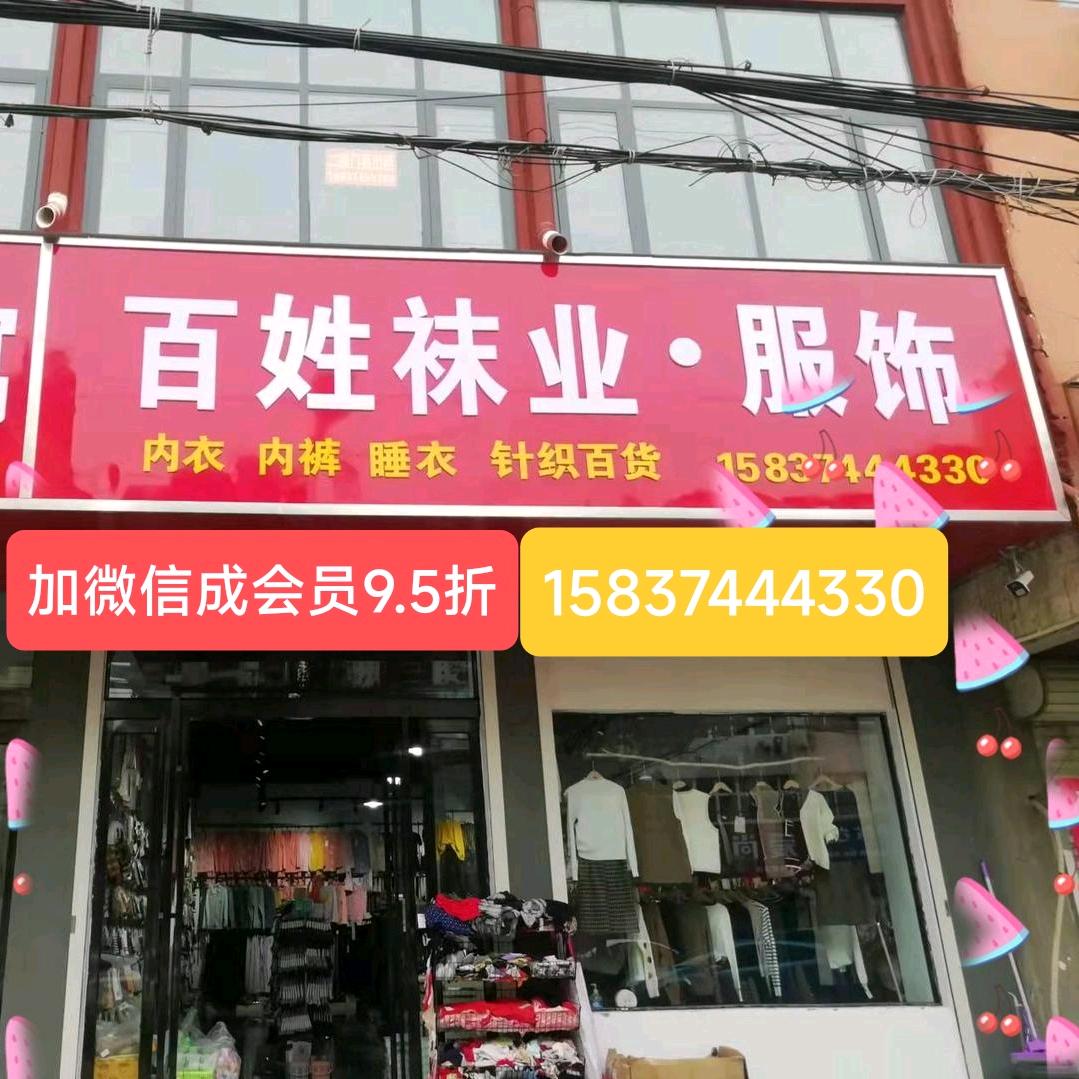 百姓袜业·服饰
内衣 内裤 睡衣 针织百货 15837444330
加微信成会员9.5折 15837444330